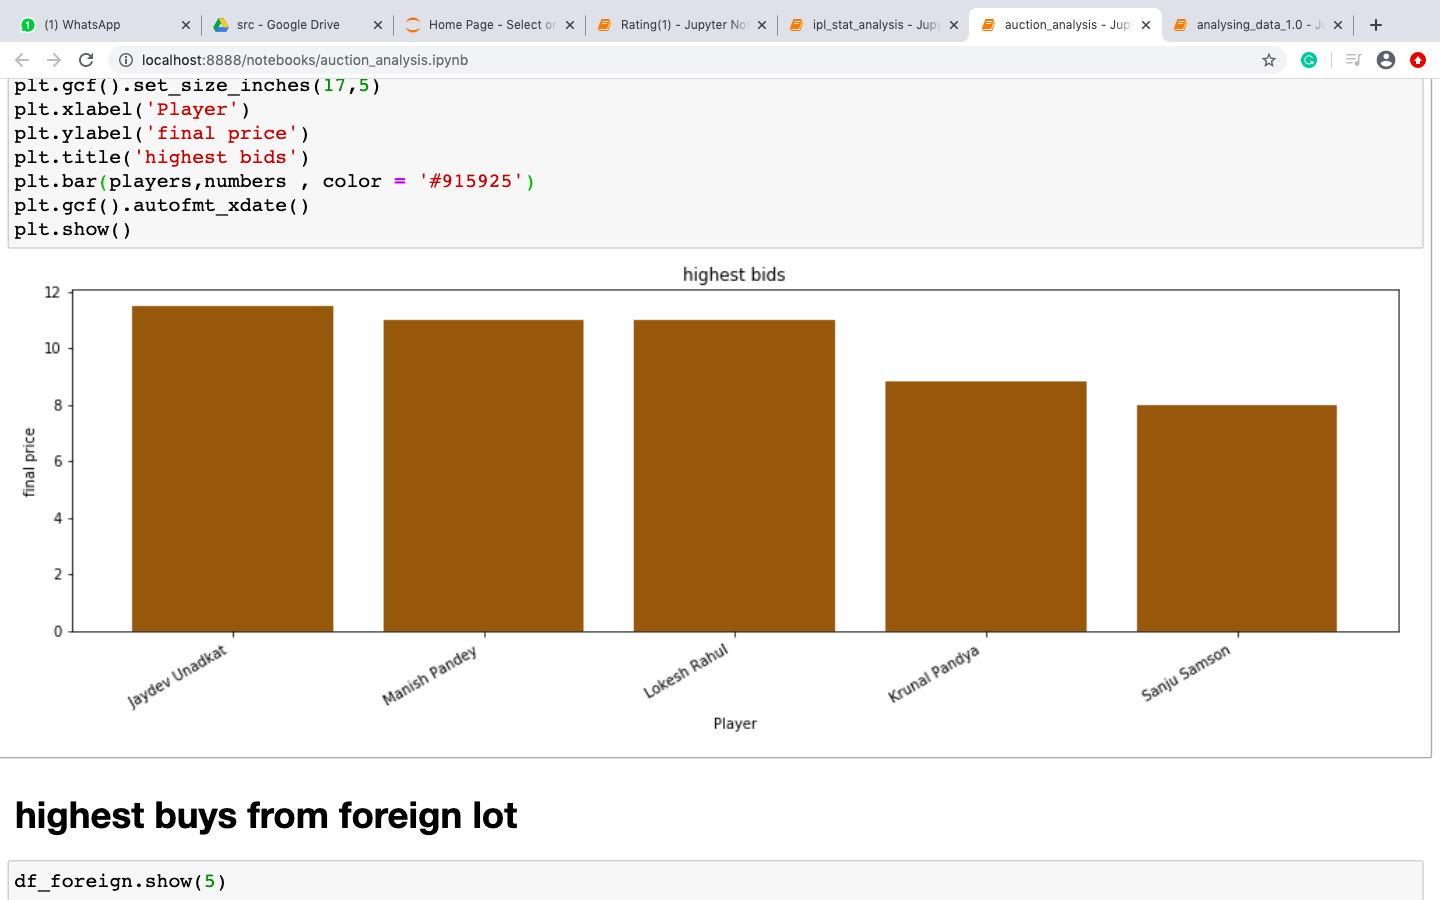 (1) WhatsApp
src - Google Drive
Home Page - Select or
Rating(1) - Jupyter Not
ipl_stat_analysis - Jupy
auction_analysis - Jup
analysing_data_1.0 - J
localhost:8888/notebooks/auction_analysis.ipynb
plt.gcf().set_size_inches(17,5)
plt.xlabel('Player')
plt.ylabel('final price')
plt.title('highest bids')
plt.bar(players,numbers , color = '#915925')
plt.gcf().autofmt_xdate()
plt.show()
highest bids
12
10
8
6
4
2
0
final price
Jaydev Unadkat
Manish Pandey
Lokesh Rahul
Krunal Pandya
Sanju Samson
Player
highest buys from foreign lot
df_foreign.show(5)